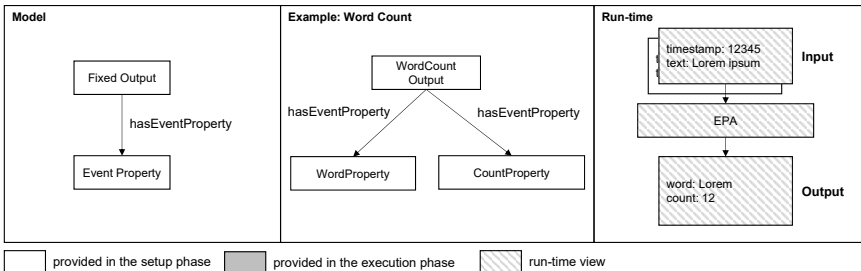 Model
Fixed Output
hasEventProperty
Event Property
Example: Word Count
WordCount
Output
hasEventProperty
hasEventProperty
WordProperty
CountProperty
Run-time
timestamp: 12345
text: Lorem ipsum
Input
EPA
word: Lorem
count: 12
Output
provided in the setup phase
provided in the execution phase
run-time view